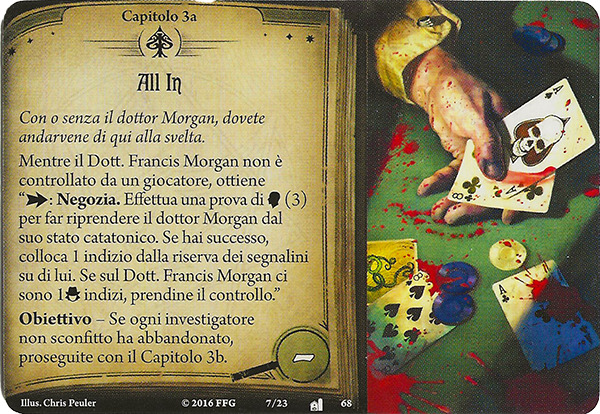 Capitolo 3a
All In
Con o senza il dottor Morgan, dovete
andarvene di qui alla svelta.
Mentre il Dott. Francis Morgan non è
controllato da un giocatore, ottiene
“: Negozia. Effettua una prova di (3)
per far riprendere il dottor Morgan dal
suo stato catatonico. Se hai successo,
colloca 1 indizio dalla riserva dei segnalini
su di lui. Se sul Dott. Francis Morgan ci
sono 1 indizi, prendine il controllo.”
Obiettivo – Se ogni investigatore
non sconfitto ha abbandonato,
proseguite con il Capitolo 3b.
–
Illus. Chris Peuler © 2016 FFG 7/23 68
A
A
8
8
A